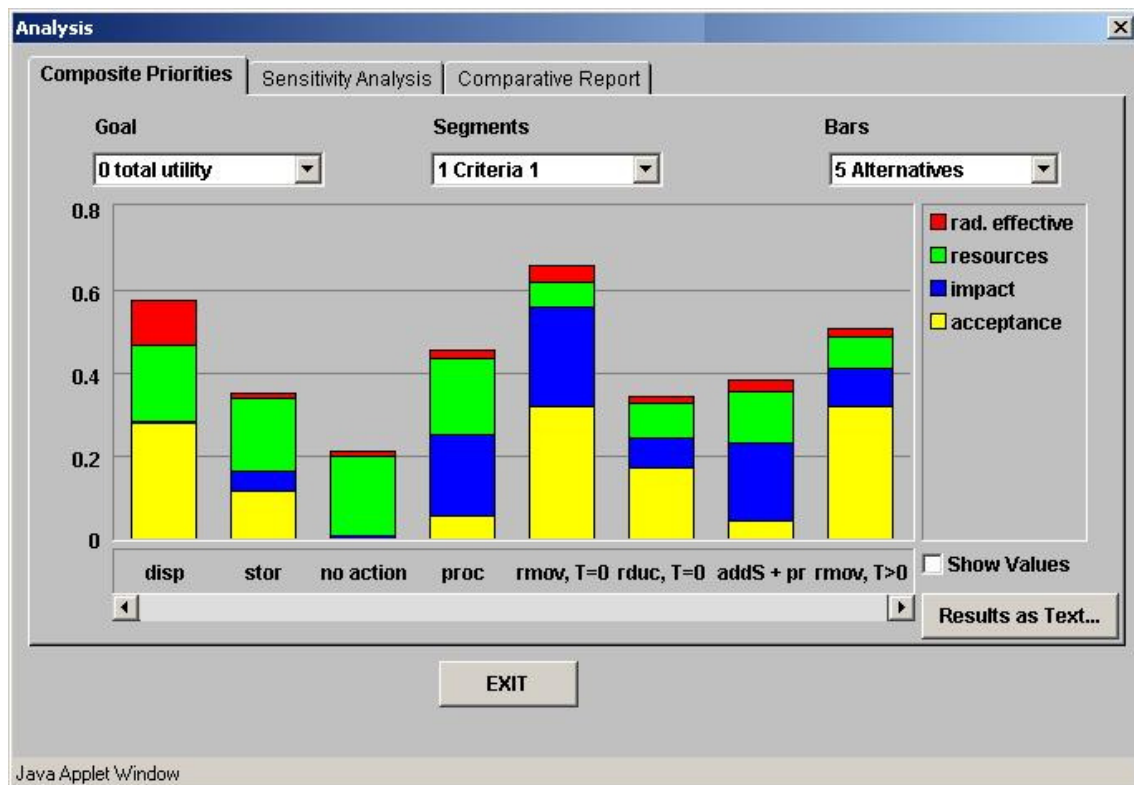 Analysis
Composite Priorities Sensitivity Analysis Comparative Report
Goal Segments Bars
0 total utility 1 Criteria 1 5 Alternatives
0.8
0.6
0.4
0.2
0
rad. effective
resources
impact
acceptance
disp stor no action proc rmov, T=0 rduc, T=0 addS + pr rmov, T>0
Show Values
Results as Text...
EXIT
Java Applet Window